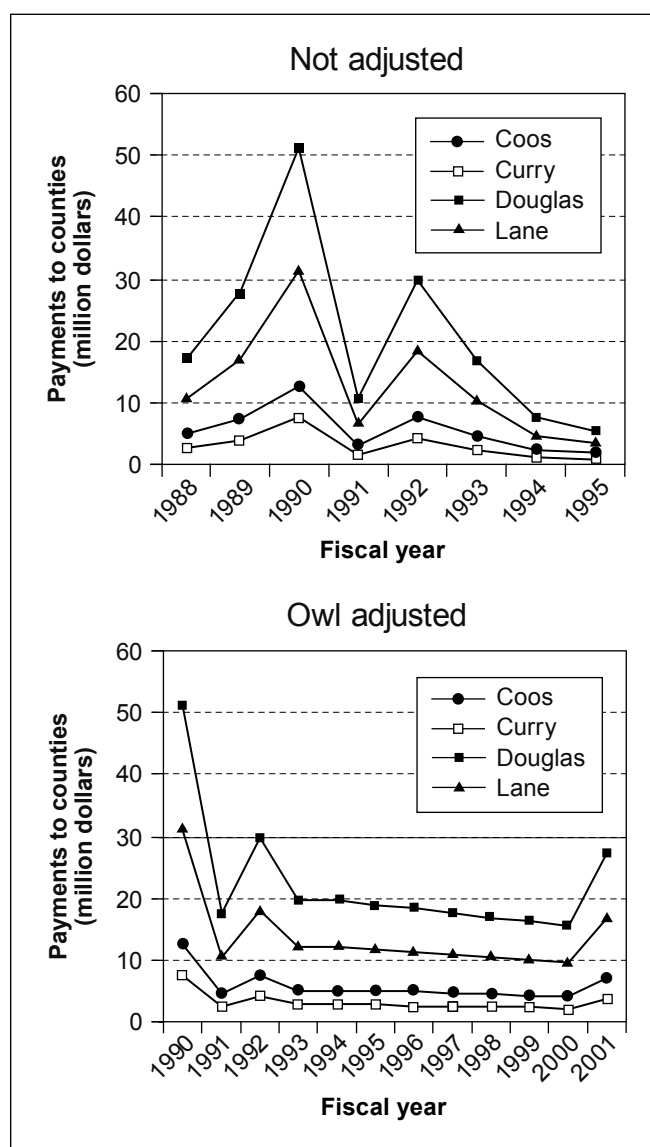 Not adjusted
60
50
40
30
20
10
0
Payments to counties
(million dollars)
Coos
Curry
Douglas
Lane
1988
1989
1990
1991
1992
1993
1994
1995
Fiscal year
Owl adjusted
60
50
40
30
20
10
0
Payments to counties
(million dollars)
Coos
Curry
Douglas
Lane
1990
1991
1992
1993
1994
1995
1996
1997
1998
1999
2000
2001
Fiscal year